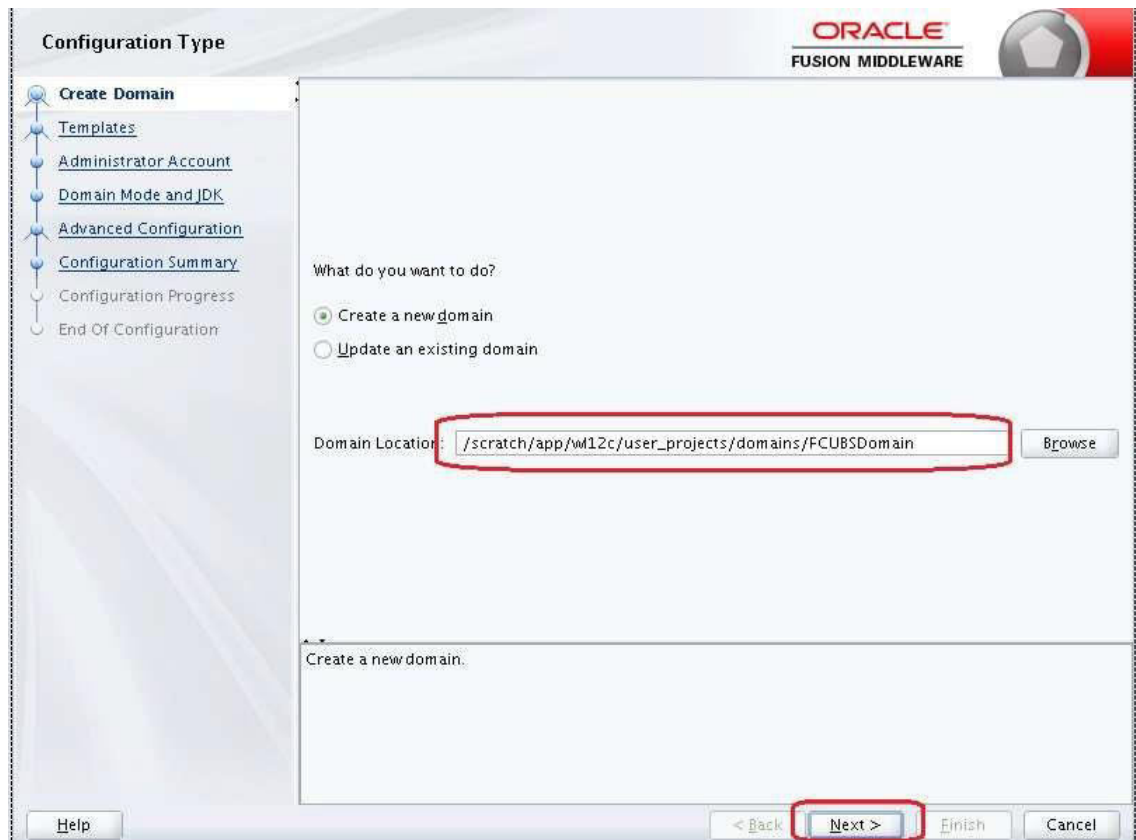 Configuration Type
ORACLE
FUSION MIDDLEWARE
Create Domain
Templates
Administrator Account
Domain Mode and JDK
Advanced Configuration
Configuration Summary
Configuration Progress
End Of Configuration
What do you want to do?
Create a new domain
Update an existing domain
Domain Location: /scratch/app/wl12c/user_projects/domains/FCUBSDomain Browse
Create a new domain.
Help < Back Next > Finish Cancel